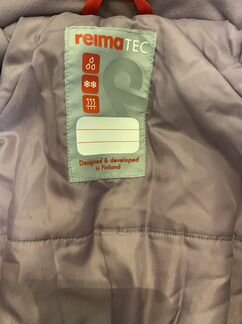 reimaTEC
Designed & developed
in Finland